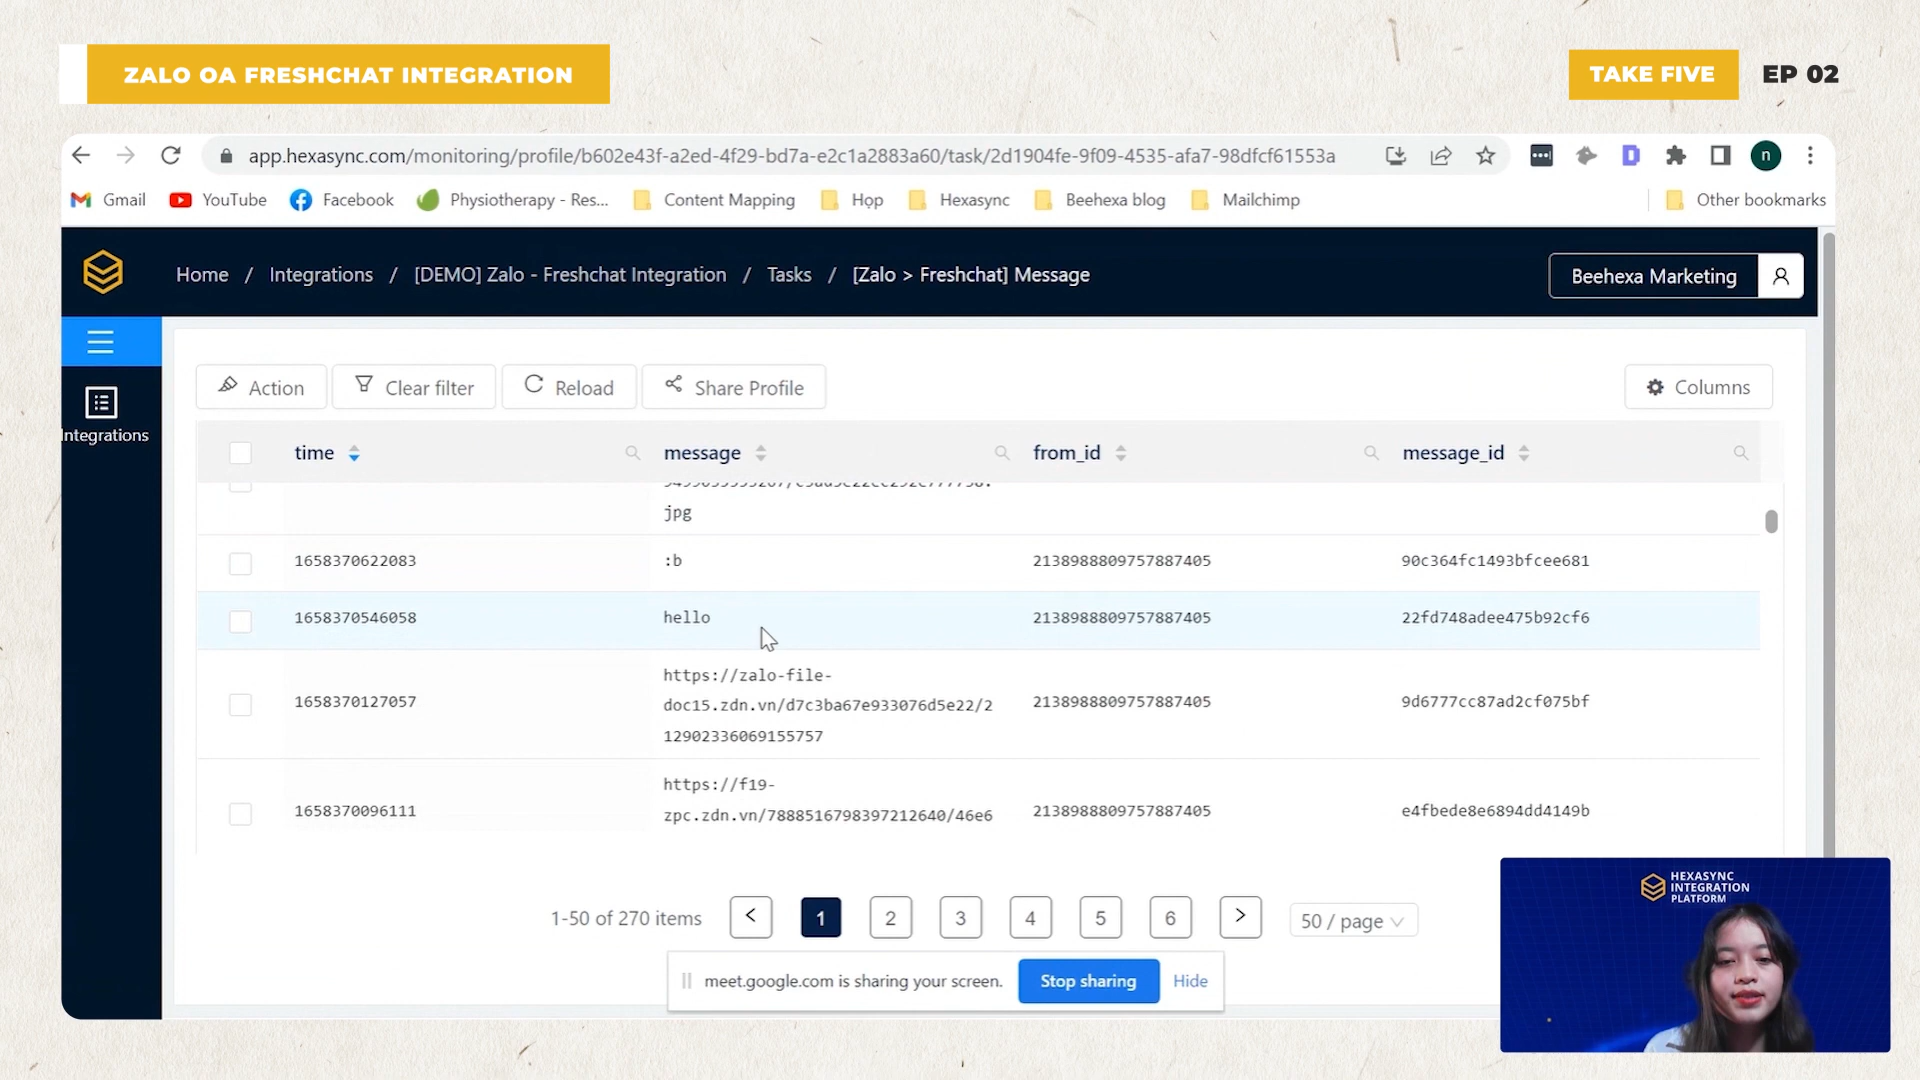 ZALO OA FRESHCHAT INTEGRATION
TAKE FIVE
EP 02
app.hexasync.com/monitoring/profile/b602e43f-a2ed-4f29-bd7a-e2c1a2883a60/task/2d1904fe-9f09-4535-afa7-98dfcf61553a
n
Gmail
YouTube
Facebook
Physiotherapy - Res...
Content Mapping
Họp
Hexasync
Beehexa blog
Mailchimp
Other bookmarks
Home / Integrations / [DEMO] Zalo - Freshchat Integration / Tasks / [Zalo > Freshchat] Message
Beehexa Marketing
Integrations
Action
Clear filter
Reload
Share Profile
Columns
time
message
from_id
message_id
jpg
1658370622083
:b
2138988809757887405
90c364fc1493bfcee681
1658370546058
hello
2138988809757887405
22fd748adee475b92cf6
1658370127057
https://zalo-file-
doc15.zdn.vn/d7c3ba67e933076d5e22/2
12902336069155757
2138988809757887405
9d6777cc87ad2cf075bf
1658370096111
https://f19-
zpc.zdn.vn/7888516798397212640/46e6
2138988809757887405
e4fbede8e6894dd4149b
1-50 of 270 items
1
2
3
4
5
6
50 / page
meet.google.com is sharing your screen.
Stop sharing
Hide
HEXASYNC
INTEGRATION
PLATFORM